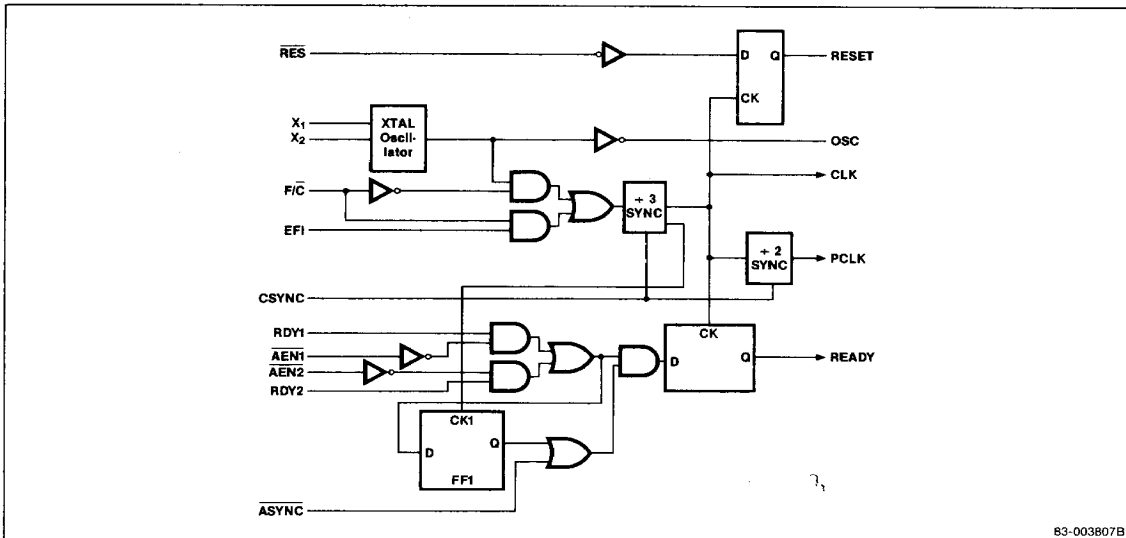 RES
D Q
RESET
CK
X1
X2
XTAL
Oscil-
lator
OSC
CLK
F/C
EFI
÷ 3
SYNC
÷ 2
SYNC
PCLK
CSYNC
RDY1
AEN1
AEN2
RDY2
CK
D
Q
READY
CK1
D
Q
FF1
ASYNC
83-003807B